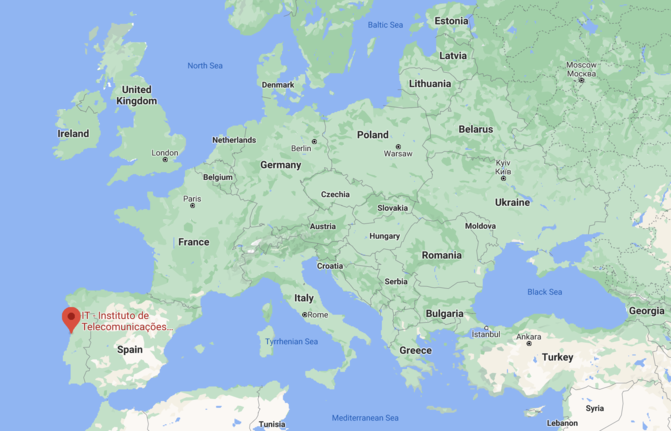 Baltic Sea
Estonia
Latvia
North Sea
Moscow
Москва
Denmark
Lithuania
United
Kingdom
Ireland
Netherlands
Poland
Belarus
London
Berlin
Warsaw
Germany
Belgium
Kyiv
Київ
Paris
Czechia
Ukraine
Slovakia
Austria
Moldova
France
Hungary
Romania
Croatia
Serbia
Black Sea
Italy
Georgia
IT - Instituto de
Telecomunicações...
Rome
Bulgaria
Istanbul
Ankara
Tyrrhenian Sea
Spain
Greece
Turkey
Syria
Mediterranean Sea
Tunisia
Lebanon